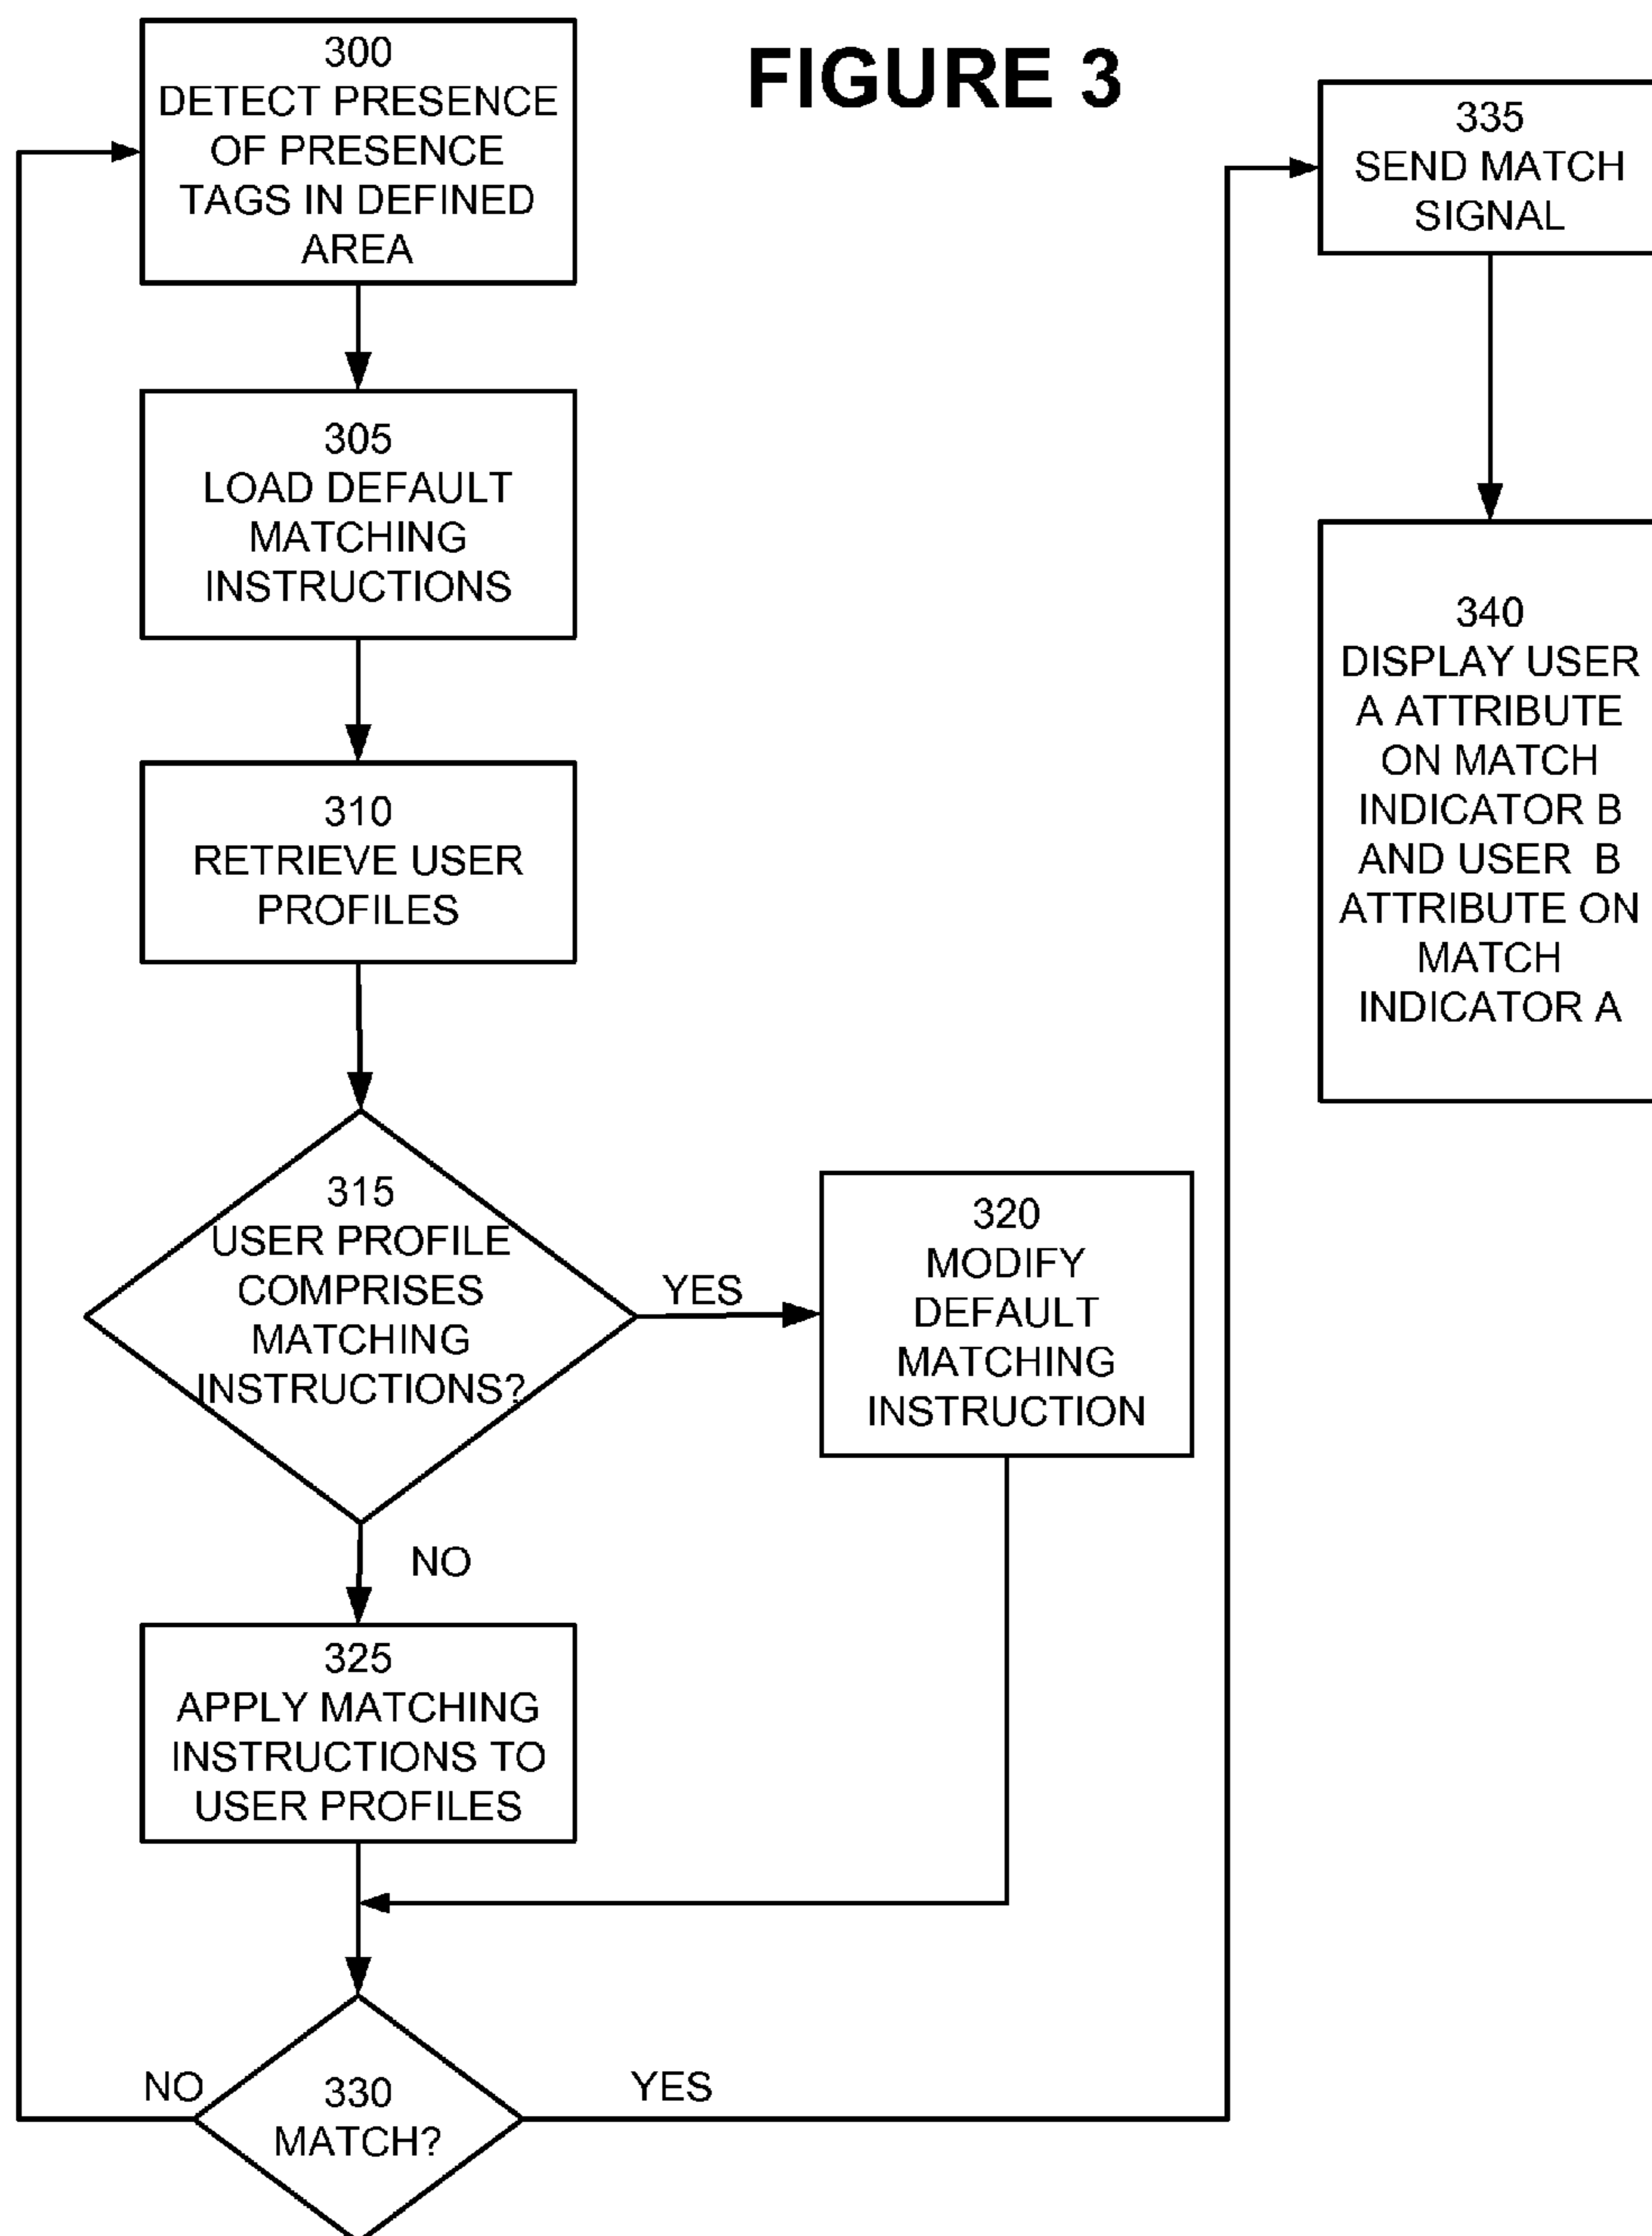 FIGURE 3
300
DETECT PRESENCE
OF PRESENCE
TAGS IN DEFINED
AREA
305
LOAD DEFAULT
MATCHING
INSTRUCTIONS
310
RETRIEVE USER
PROFILES
315
USER PROFILE
COMPRISES
MATCHING
INSTRUCTIONS?
YES
320
MODIFY
DEFAULT
MATCHING
INSTRUCTION
NO
325
APPLY MATCHING
INSTRUCTIONS TO
USER PROFILES
330
MATCH?
NO
YES
335
SEND MATCH
SIGNAL
340
DISPLAY USER
A ATTRIBUTE
ON MATCH
INDICATOR B
AND USER B
ATTRIBUTE ON
MATCH
INDICATOR A